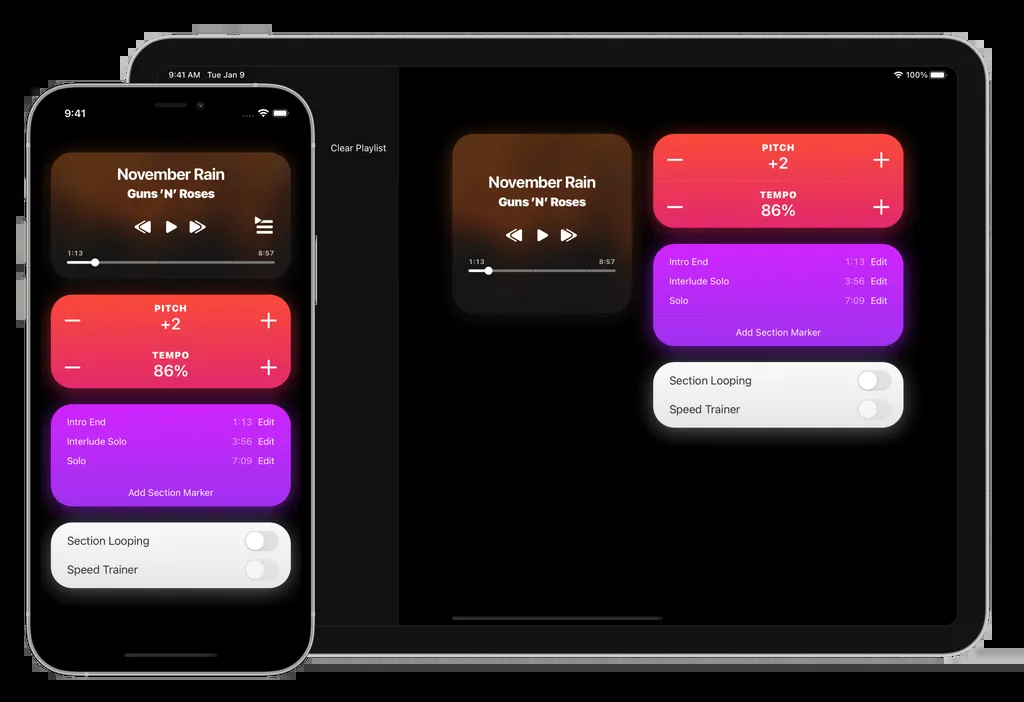 9:41
November Rain
Guns ’N’ Roses
1:13 8:57
PITCH
+2
TEMPO
86%
Intro End 1:13 Edit
Interlude Solo 3:56 Edit
Solo 7:09 Edit
Add Section Marker
Section Looping
Speed Trainer
9:41 AM Tue Jan 9
100%
Clear Playlist
November Rain
Guns ’N’ Roses
1:13 8:57
PITCH
+2
TEMPO
86%
Intro End 1:13 Edit
Interlude Solo 3:56 Edit
Solo 7:09 Edit
Add Section Marker
Section Looping
Speed Trainer